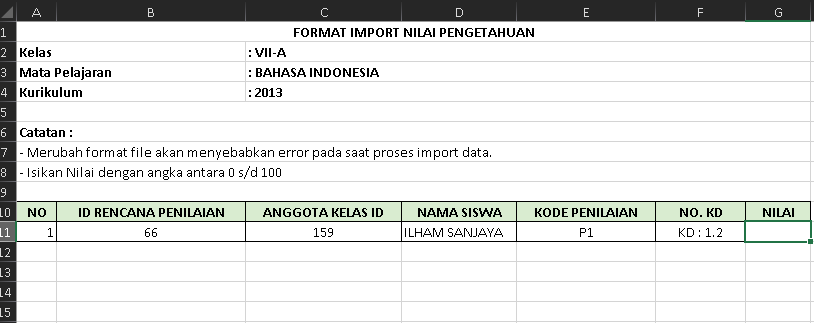 A B C D E F G
1 FORMAT IMPORT NILAI PENGETAHUAN
2 Kelas : VII-A
3 Mata Pelajaran : BAHASA INDONESIA
4 Kurikulum : 2013
5
6 Catatan :
7 - Merubah format file akan menyebabkan error pada saat proses import data.
8 - Isikan Nilai dengan angka antara 0 s/d 100
9
10 NO ID RENCANA PENILAIAN ANGGOTA KELAS ID NAMA SISWA KODE PENILAIAN NO. KD NILAI
11 1 66 159 ILHAM SANJAYA P1 KD : 1.2
12
13
14
15